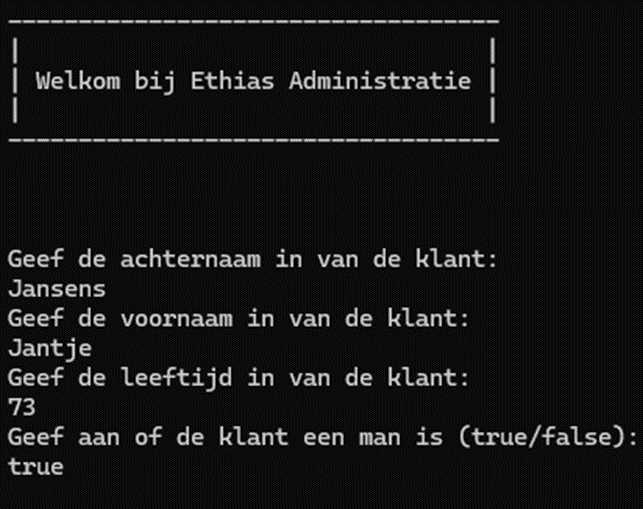 -----------------------------------
|                                 |
| Welkom bij Ethias Administratie |
|                                 |
-----------------------------------
Geef de achternaam in van de klant:
Jansens
Geef de voornaam in van de klant:
Jantje
Geef de leeftijd in van de klant:
73
Geef aan of de klant een man is (true/false):
true